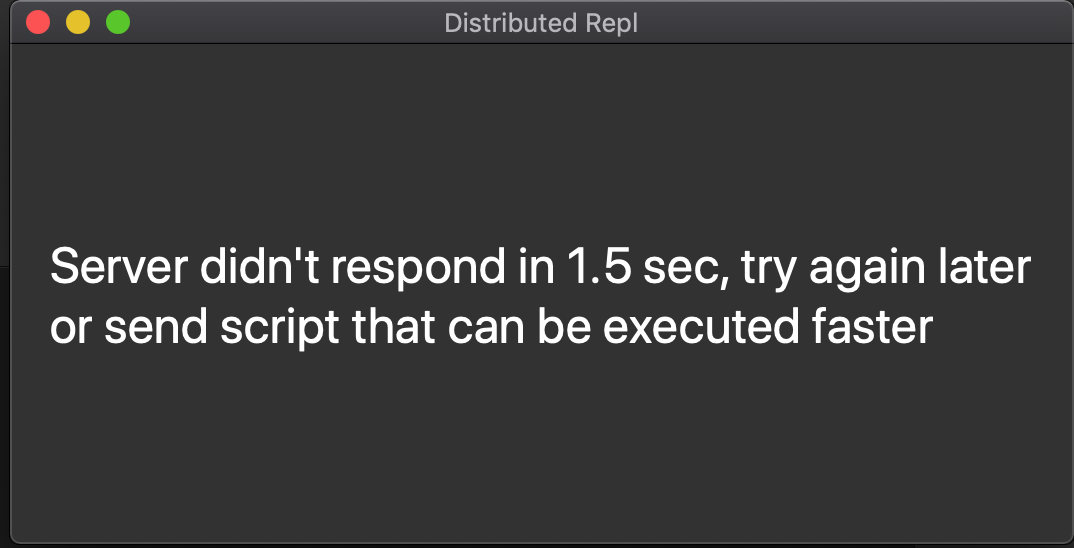 Distributed Repl
Server didn't respond in 1.5 sec, try again later
or send script that can be executed faster